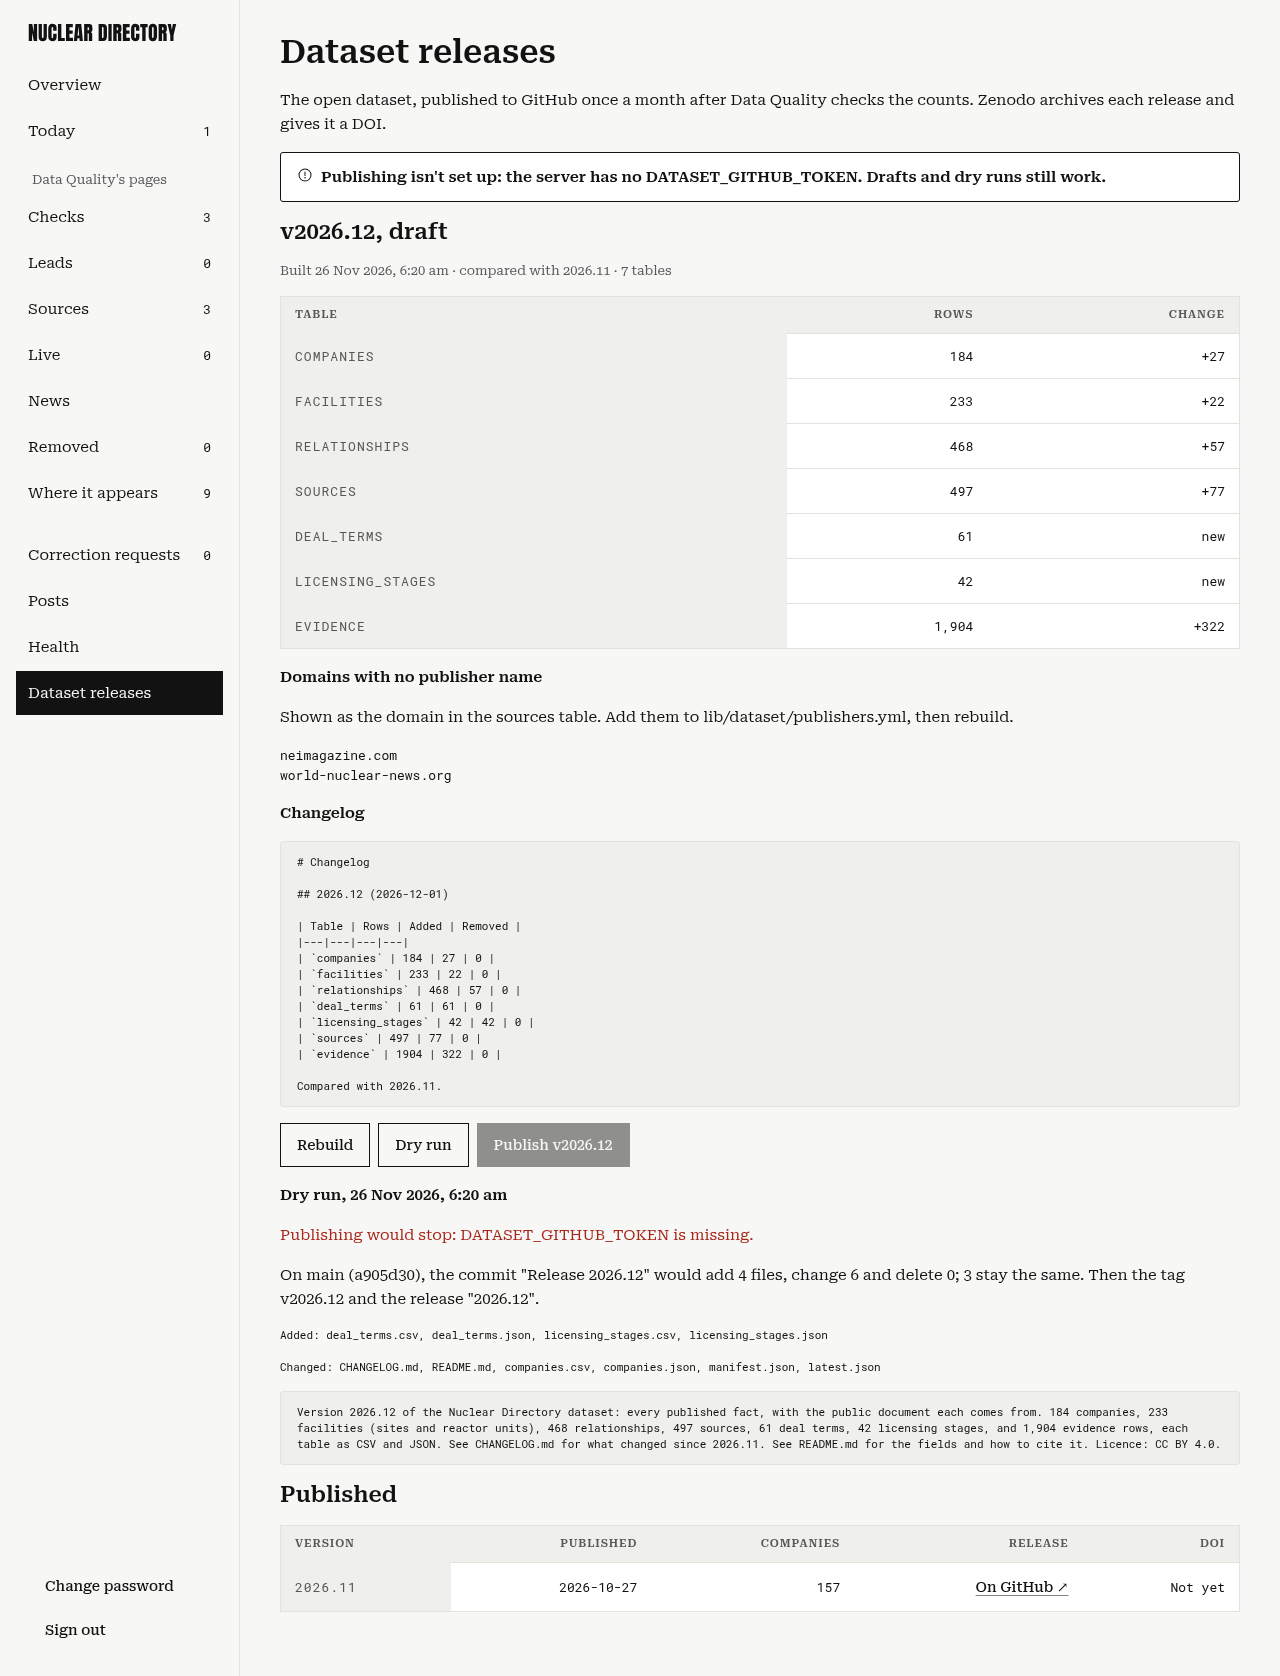 NUCLEAR DIRECTORY
Overview
Today 1
Data Quality's pages
Checks 3
Leads 0
Sources 3
Live 0
News
Removed 0
Where it appears 9
Correction requests 0
Posts
Health
Dataset releases
Change password
Sign out
Dataset releases
The open dataset, published to GitHub once a month after Data Quality checks the counts. Zenodo archives each release and
gives it a DOI.
Publishing isn't set up: the server has no DATASET_GITHUB_TOKEN. Drafts and dry runs still work.
v2026.12, draft
Built 26 Nov 2026, 6:20 am · compared with 2026.11 · 7 tables
TABLE ROWS CHANGE
COMPANIES 184 +27
FACILITIES 233 +22
RELATIONSHIPS 468 +57
SOURCES 497 +77
DEAL_TERMS 61 new
LICENSING_STAGES 42 new
EVIDENCE 1,904 +322
Domains with no publisher name
Shown as the domain in the sources table. Add them to lib/dataset/publishers.yml, then rebuild.
neimagazine.com
world-nuclear-news.org
Changelog
# Changelog
## 2026.12 (2026-12-01)
| Table | Rows | Added | Removed |
|---|---|---|---|
| `companies` | 184 | 27 | 0 |
| `facilities` | 233 | 22 | 0 |
| `relationships` | 468 | 57 | 0 |
| `deal_terms` | 61 | 61 | 0 |
| `licensing_stages` | 42 | 42 | 0 |
| `sources` | 497 | 77 | 0 |
| `evidence` | 1904 | 322 | 0 |
Compared with 2026.11.
Rebuild Dry run Publish v2026.12
Dry run, 26 Nov 2026, 6:20 am
Publishing would stop: DATASET_GITHUB_TOKEN is missing.
On main (a905d30), the commit "Release 2026.12" would add 4 files, change 6 and delete 0; 3 stay the same. Then the tag
v2026.12 and the release "2026.12".
Added: deal_terms.csv, deal_terms.json, licensing_stages.csv, licensing_stages.json
Changed: CHANGELOG.md, README.md, companies.csv, companies.json, manifest.json, latest.json
Version 2026.12 of the Nuclear Directory dataset: every published fact, with the public document each comes from. 184 companies, 233
facilities (sites and reactor units), 468 relationships, 497 sources, 61 deal terms, 42 licensing stages, and 1,904 evidence rows, each
table as CSV and JSON. See CHANGELOG.md for what changed since 2026.11. See README.md for the fields and how to cite it. Licence: CC BY 4.0.
Published
VERSION PUBLISHED COMPANIES RELEASE DOI
2026.11 2026-10-27 157 On GitHub ↗ Not yet